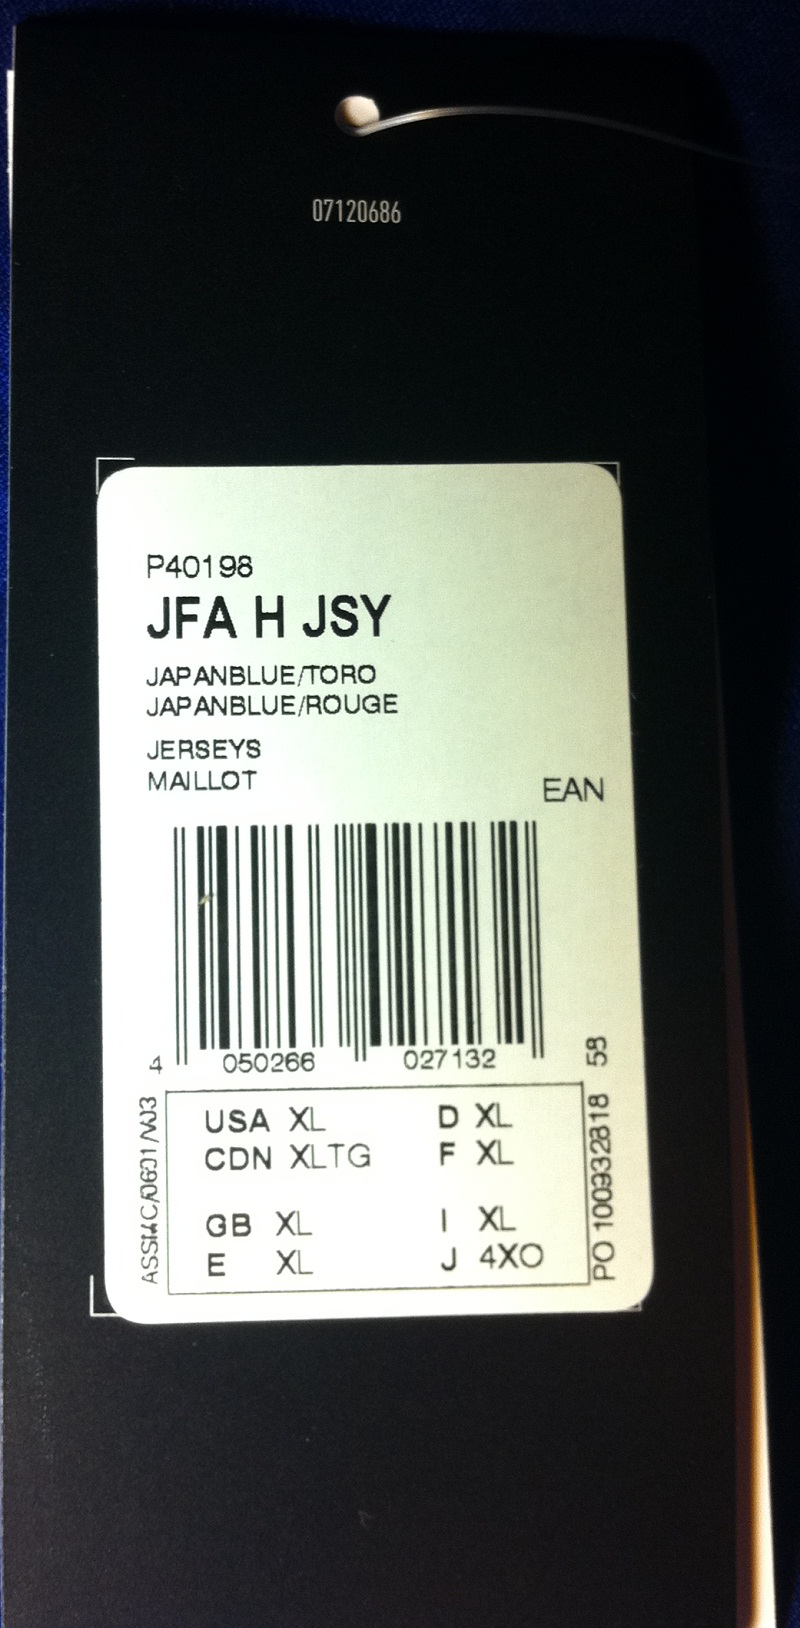 07120686
P40198
JFA H JSY
JAPANBLUE/TORO
JAPANBLUE/ROUGE
JERSEYS
MAILLOT
EAN
4 050266 027132
58
USA XL D XL
CDN XLTG F XL
GB XL I XL
E XL J 4XO
PO 100932818